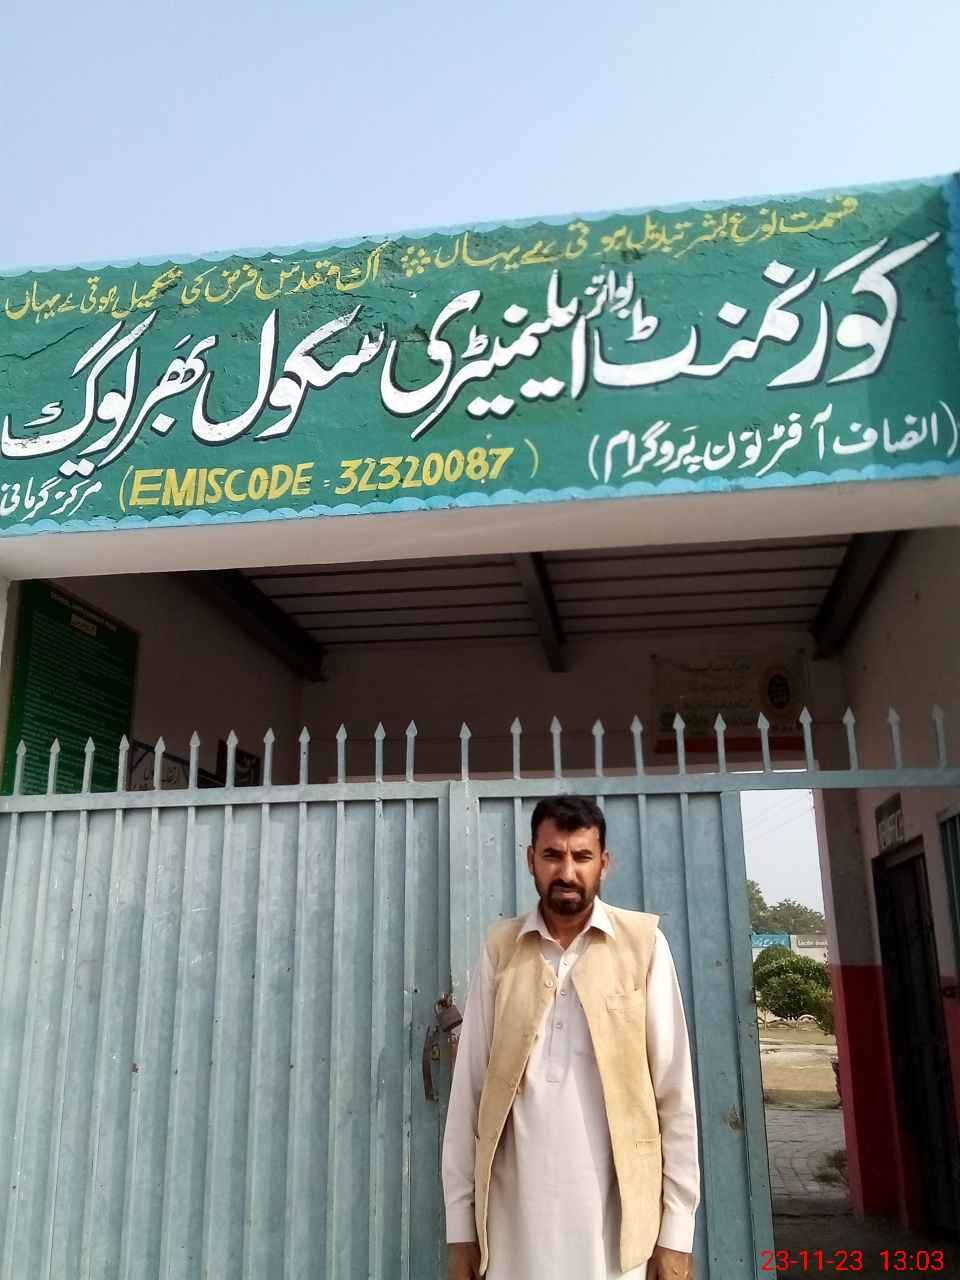 قسمت نوع بشر تبدیل ہوتی ہے یہاں ⁘ اک مقدس فرض کی تکمیل ہوتی ہے یہاں
گورنمنٹ بوائز ایلیمنٹری سکول بھرلوگ
(انصاف آفٹرنون پروگرام) (EMISCODE = 32320087) مرکز گرمانی
23-11-23 13:03